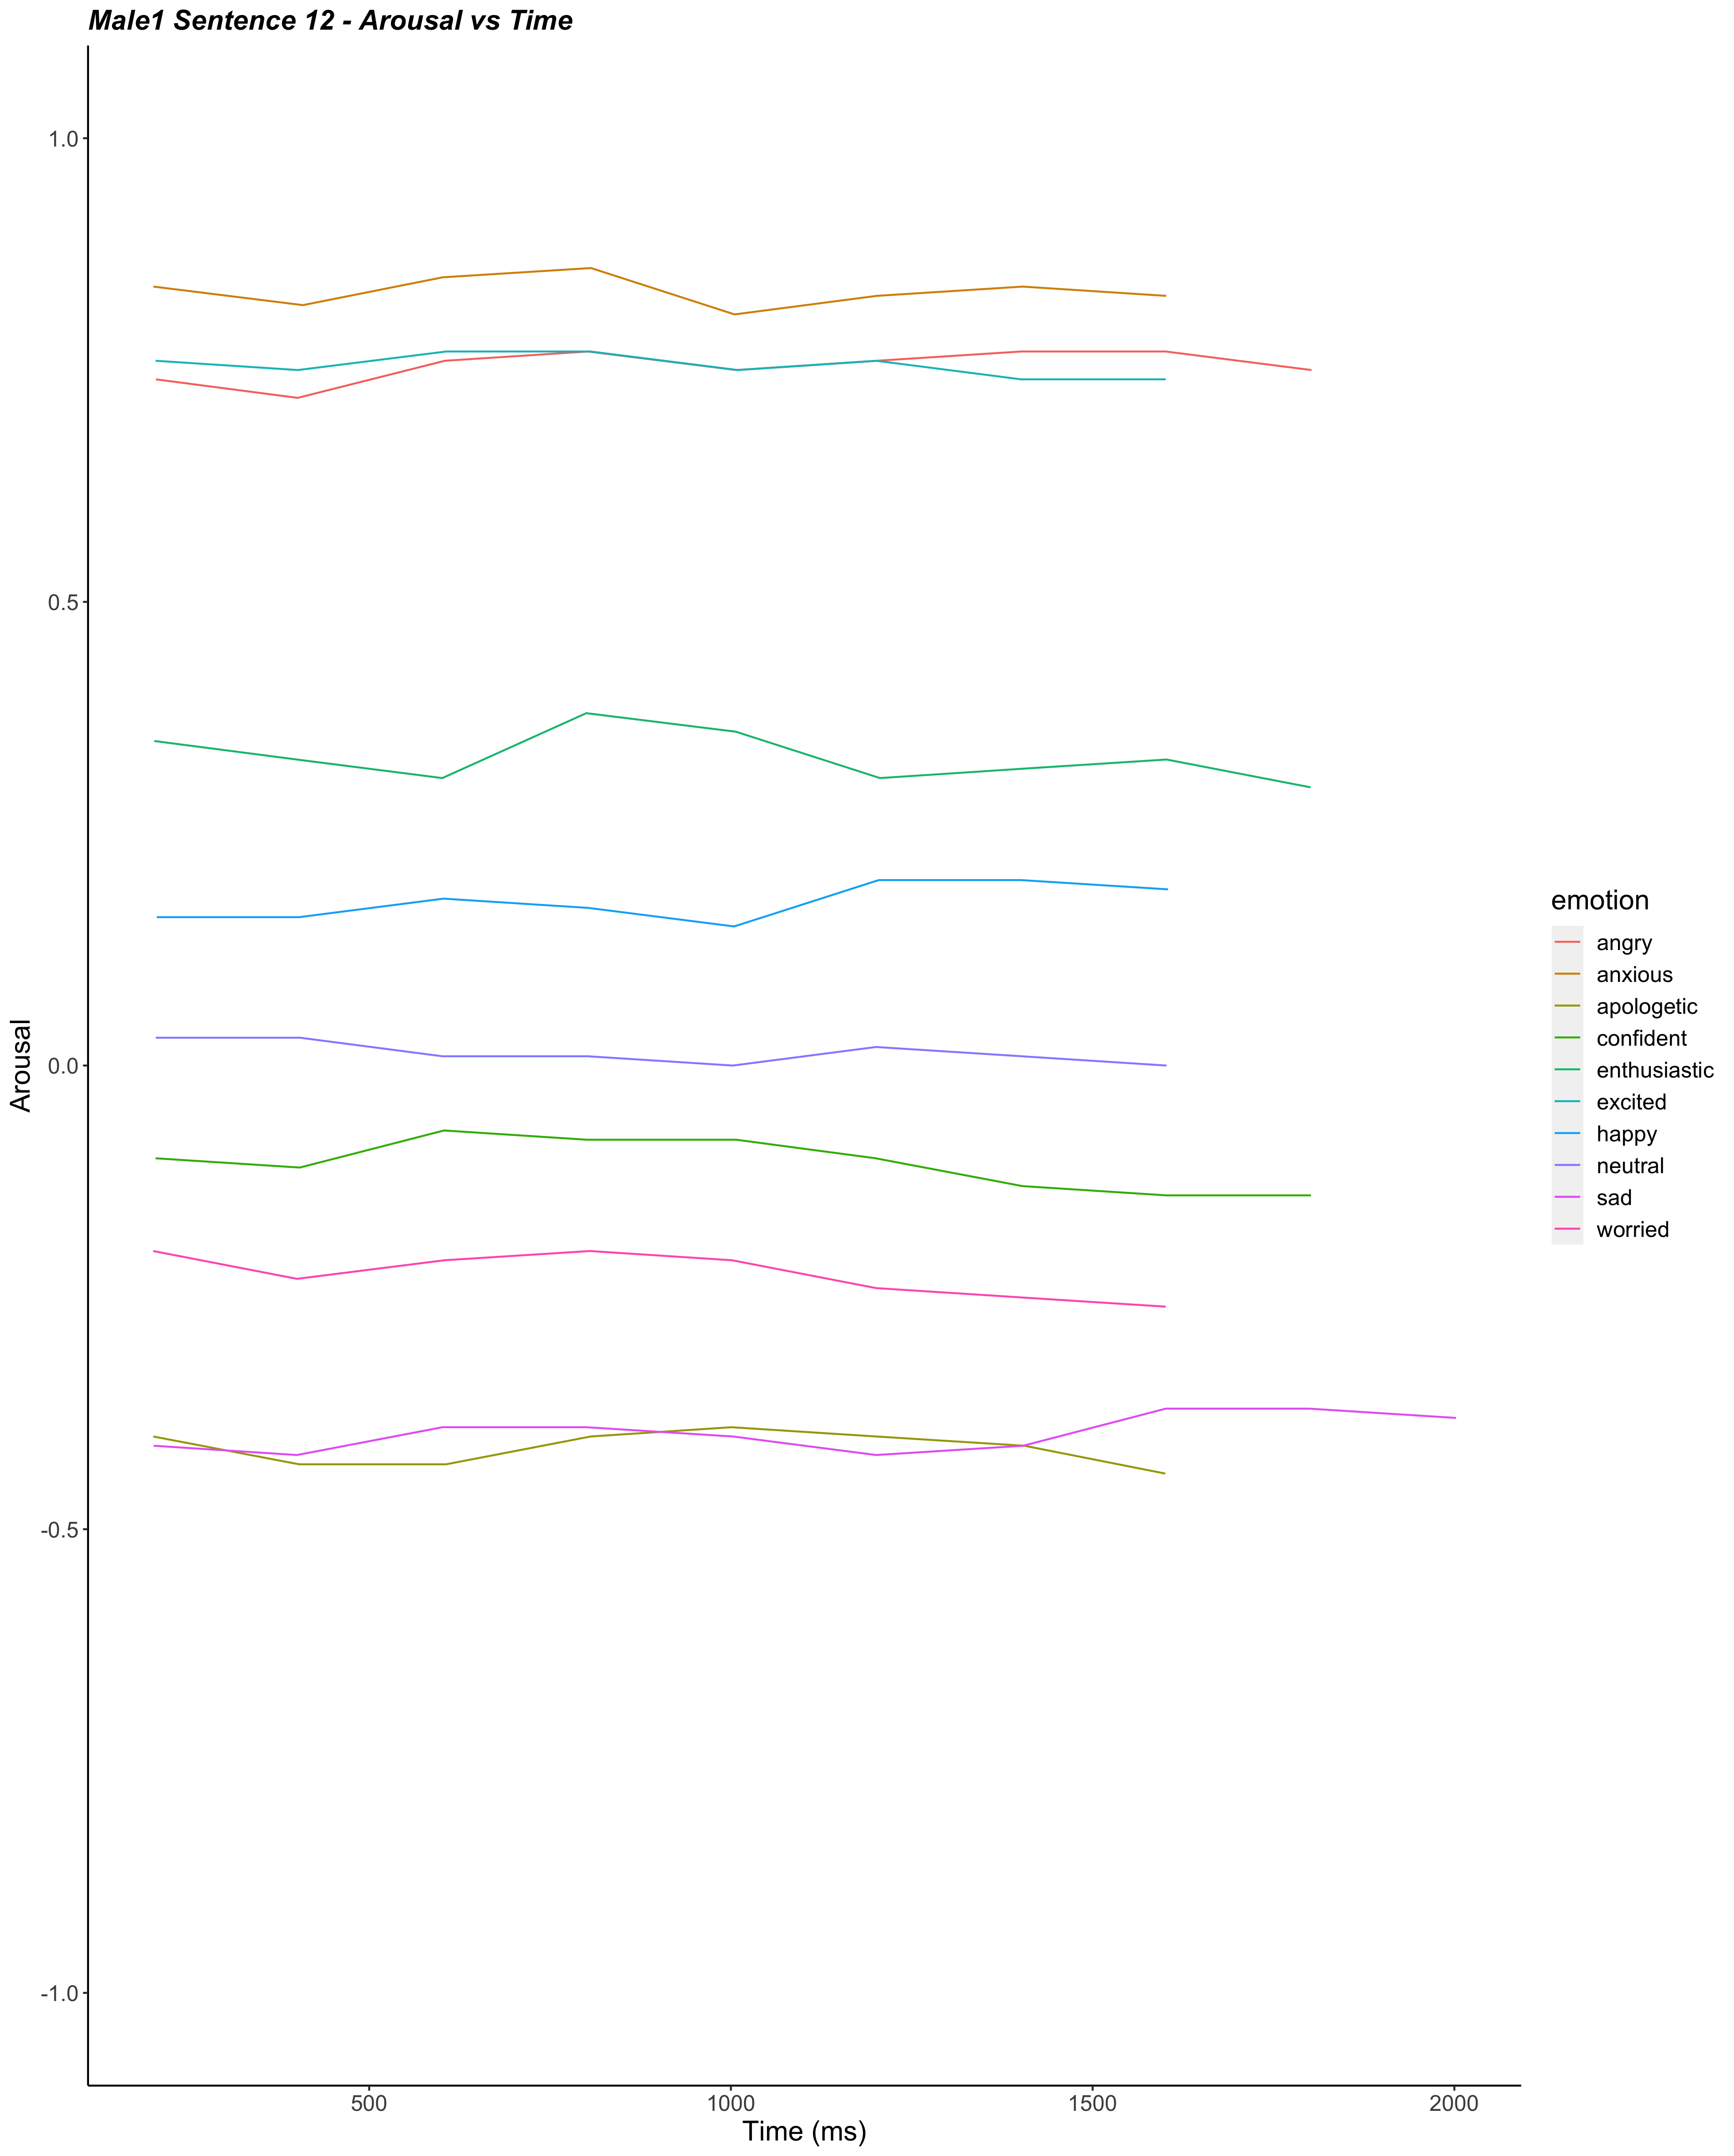 Male1 Sentence 12 - Arousal vs Time
1.0
0.5
0.0
-0.5
-1.0
Arousal
500 1000 1500 2000
Time (ms)
emotion
angry
anxious
apologetic
confident
enthusiastic
excited
happy
neutral
sad
worried